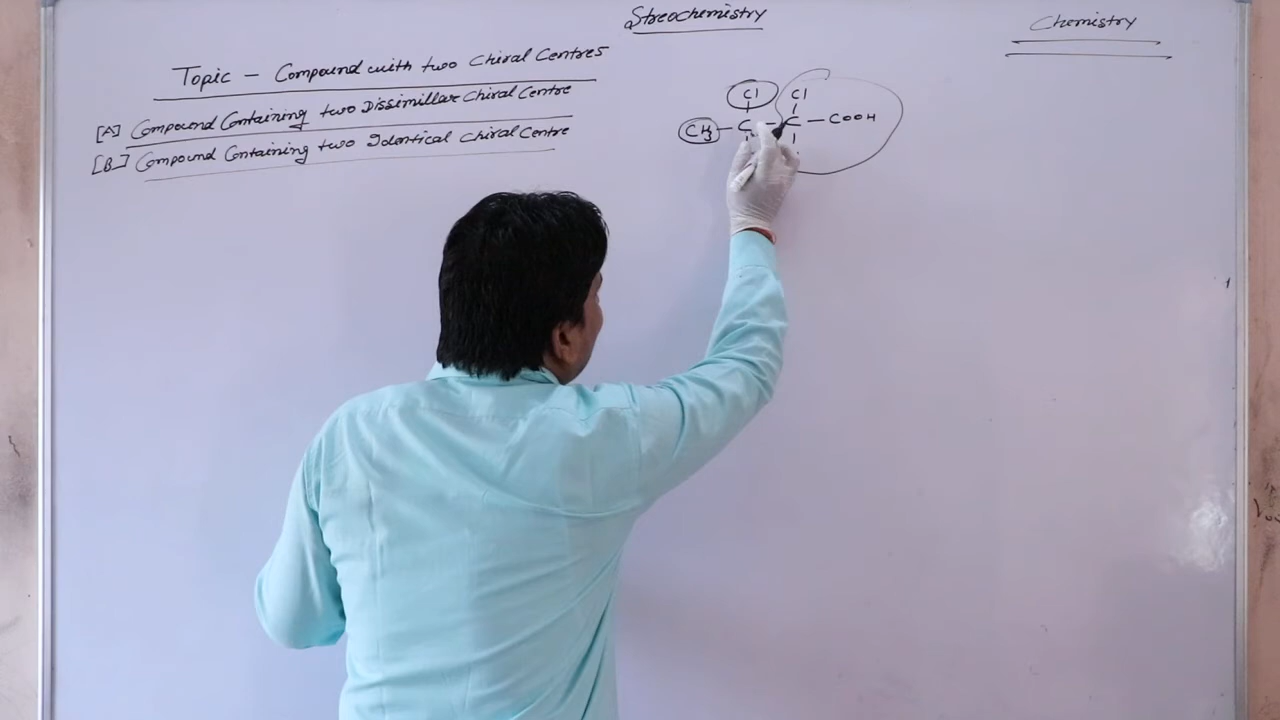 Streochemistry
Chemistry
Topic – Compound with two Chiral Centres
[A] Compound Containing two Dissimillar Chiral Centre
[B] Compound Containing two Identical Chiral Centre
Cl Cl
CH3 – C – C – COOH